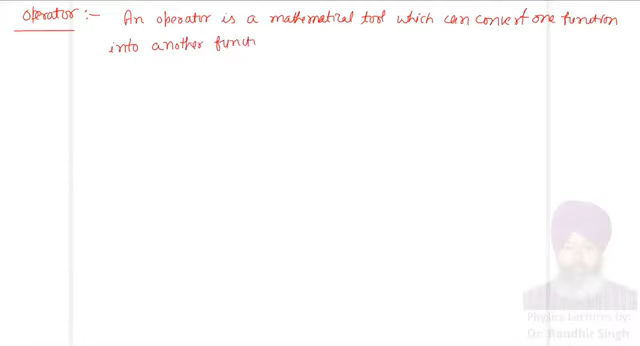 Operator :- An operator is a mathematical tool which can convert one function
into another funct
Physics Lectures by:
Dr. Randhir Singh